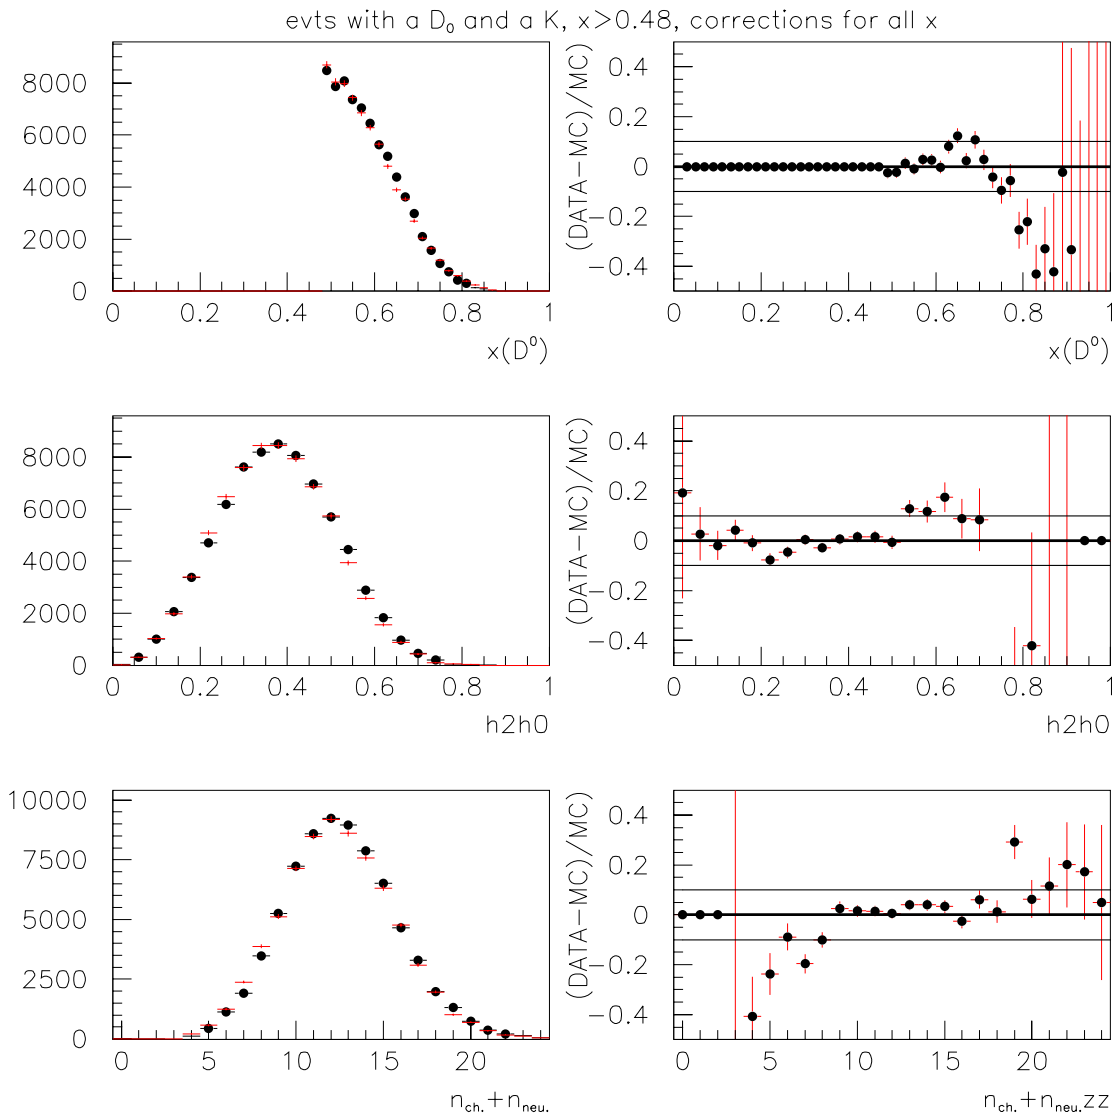 evts with a D₀ and a K, x>0.48, corrections for all x
8000
6000
4000
2000
0
0 0.2 0.4 0.6 0.8 1
x(D⁰)
(DATA−MC)/MC
0.4
0.2
0
−0.2
−0.4
0 0.2 0.4 0.6 0.8 1
x(D⁰)
8000
6000
4000
2000
0
0 0.2 0.4 0.6 0.8 1
h2h0
(DATA−MC)/MC
0.4
0.2
0
−0.2
−0.4
0 0.2 0.4 0.6 0.8 1
h2h0
10000
7500
5000
2500
0
0 5 10 15 20
n_ch.+n_neu.
(DATA−MC)/MC
0.4
0.2
0
−0.2
−0.4
0 5 10 15 20
n_ch.+n_neu.zz